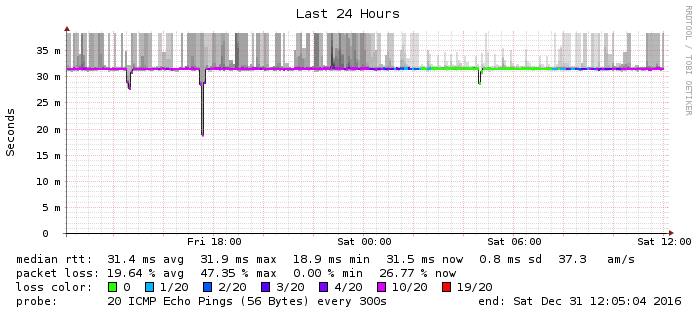 Last 24 Hours
RRDTOOL / TOBI OETIKER
Seconds
35 m
30 m
25 m
20 m
15 m
10 m
5 m
0
Fri 18:00 Sat 00:00 Sat 06:00 Sat 12:00
median rtt: 31.4 ms avg 31.9 ms max 18.9 ms min 31.5 ms now 0.8 ms sd 37.3 am/s
packet loss: 19.64 % avg 47.35 % max 0.00 % min 26.77 % now
loss color: 0 1/20 2/20 3/20 4/20 10/20 19/20
probe: 20 ICMP Echo Pings (56 Bytes) every 300s end: Sat Dec 31 12:05:04 2016